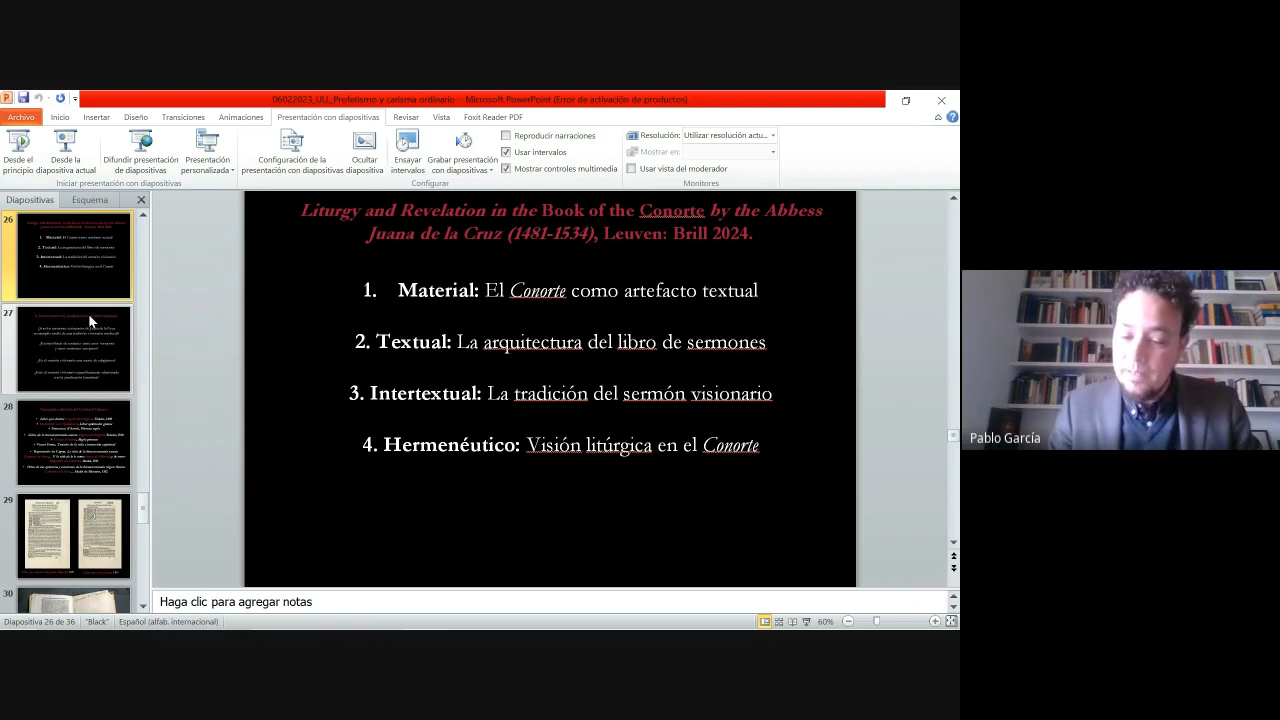 06022023_ULL_Profetismo y carisma ordinario - Microsoft PowerPoint (Error de activación de productos)
Archivo Inicio Insertar Diseño Transiciones Animaciones Presentación con diapositivas Revisar Vista Foxit Reader PDF
Desde el principio
Desde la diapositiva actual
Difundir presentación de diapositivas
Presentación personalizada
Configuración de la presentación con diapositivas
Ocultar diapositiva
Ensayar intervalos
Grabar presentación con diapositivas
Reproducir narraciones
Usar intervalos
Mostrar controles multimedia
Resolución: Utilizar resolución actu...
Mostrar en:
Usar vista del moderador
Iniciar presentación con diapositivas
Configurar
Monitores
Diapositivas Esquema
26
27
28
29
30
Liturgy and Revelation in the Book of the Conorte by the Abbess
Juana de la Cruz (1481-1534), Leuven: Brill 2024.
1. Material: El Conorte como artefacto textual
2. Textual: La arquitectura del libro de sermones
3. Intertextual: La tradición del sermón visionario
4. Hermenéutico: Visión litúrgica en el Conorte
Pablo García
Haga clic para agregar notas
Diapositiva 26 de 36 "Black" Español (alfab. internacional) 60%